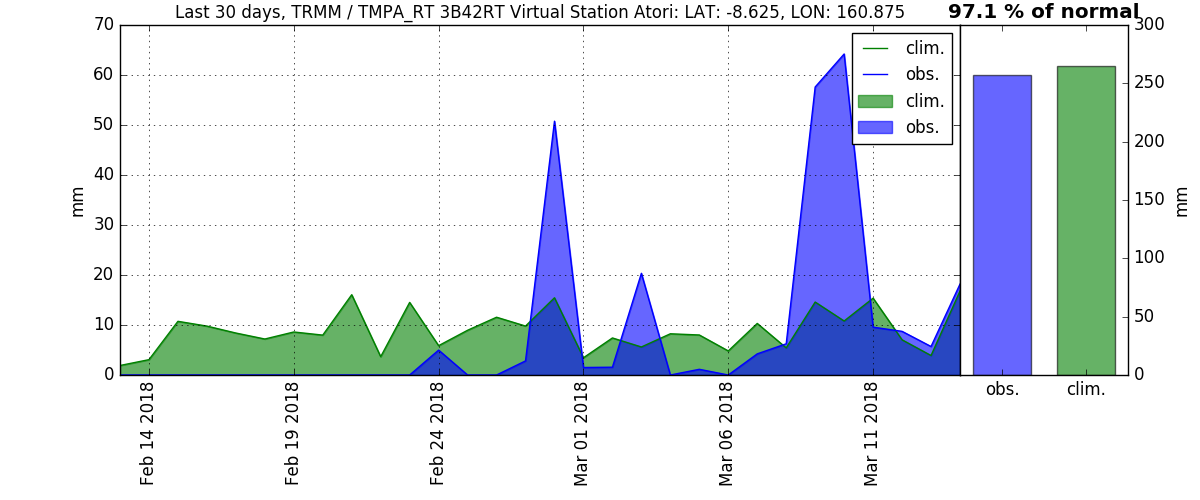 Last 30 days, TRMM / TMPA_RT 3B42RT Virtual Station Atori: LAT: -8.625, LON: 160.875
97.1 % of normal
70
60
50
40
30
20
10
0
mm
clim.
obs.
clim.
obs.
Feb 14 2018
Feb 19 2018
Feb 24 2018
Mar 01 2018
Mar 06 2018
Mar 11 2018
300
250
200
150
100
50
0
mm
obs.
clim.